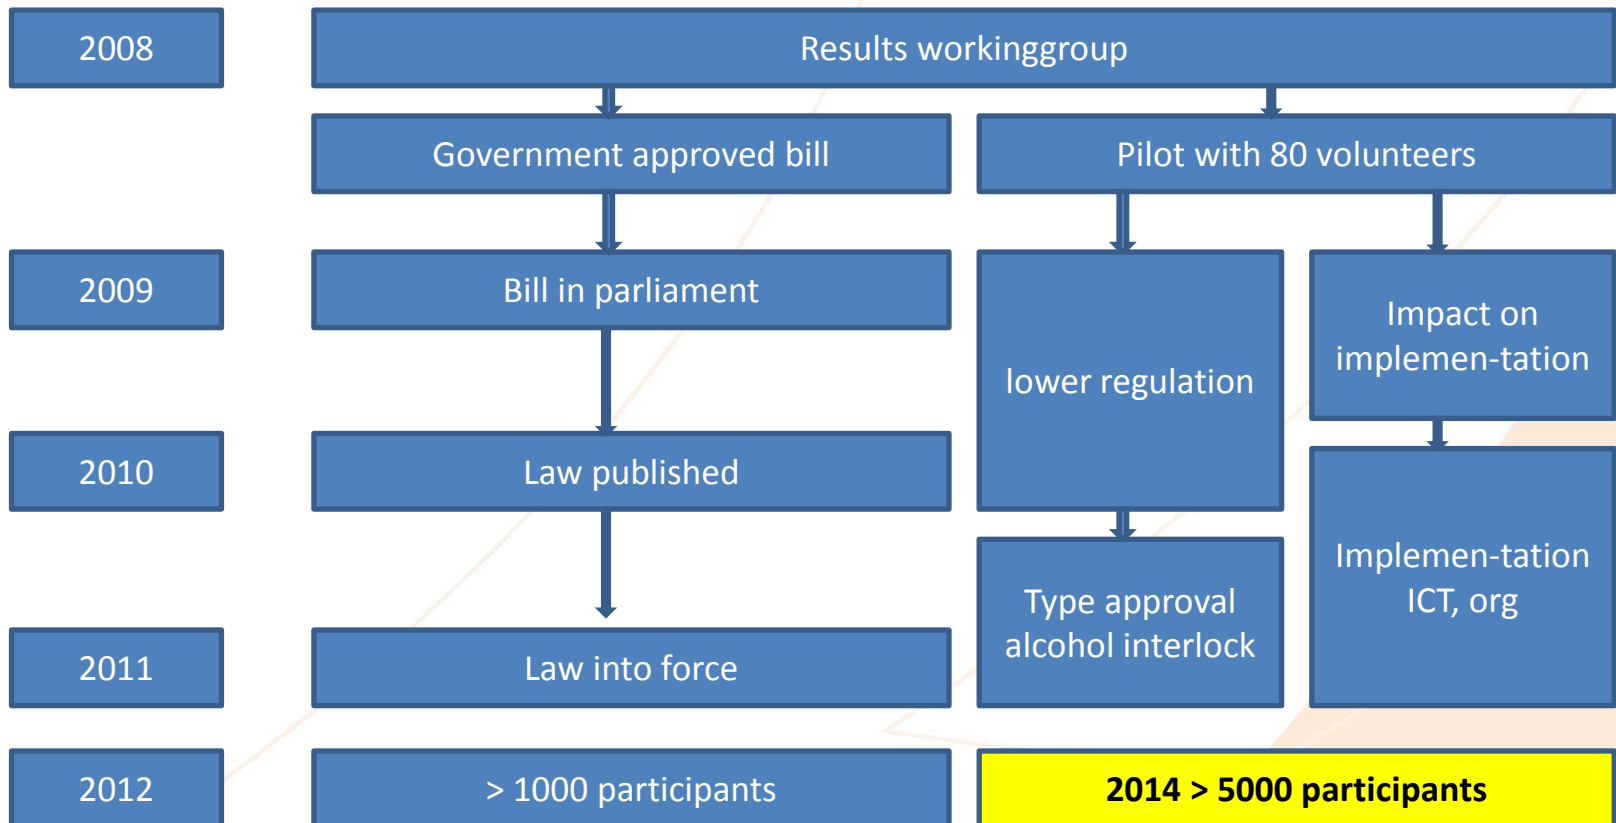 2008
Results workinggroup
Government approved bill
Pilot with 80 volunteers
2009
Bill in parliament
lower regulation
Impact on
implemen-tation
2010
Law published
Type approval
alcohol interlock
Implemen-tation
ICT, org
2011
Law into force
2012
> 1000 participants
2014 > 5000 participants